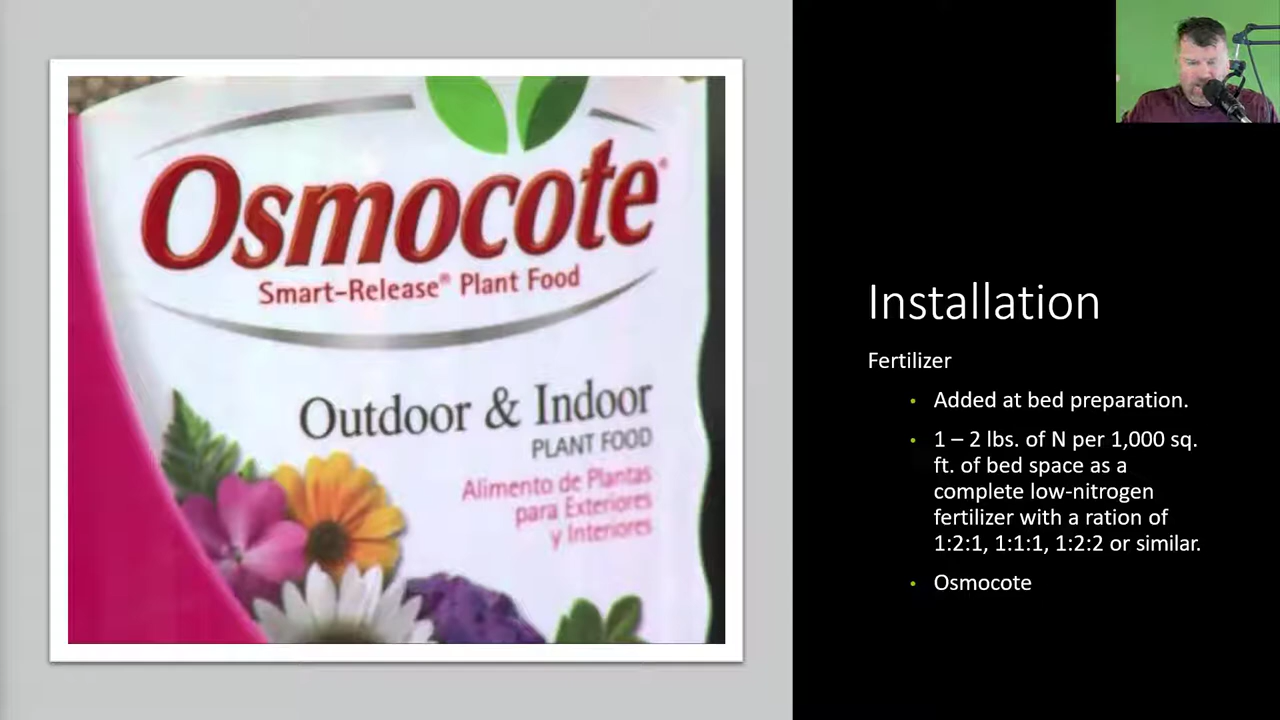 Osmocote®
Smart-Release® Plant Food
Outdoor & Indoor
PLANT FOOD
Alimento de Plantas
para Exteriores
y Interiores
Installation
Fertilizer
• Added at bed preparation.
• 1 – 2 lbs. of N per 1,000 sq.
ft. of bed space as a
complete low-nitrogen
fertilizer with a ration of
1:2:1, 1:1:1, 1:2:2 or similar.
• Osmocote